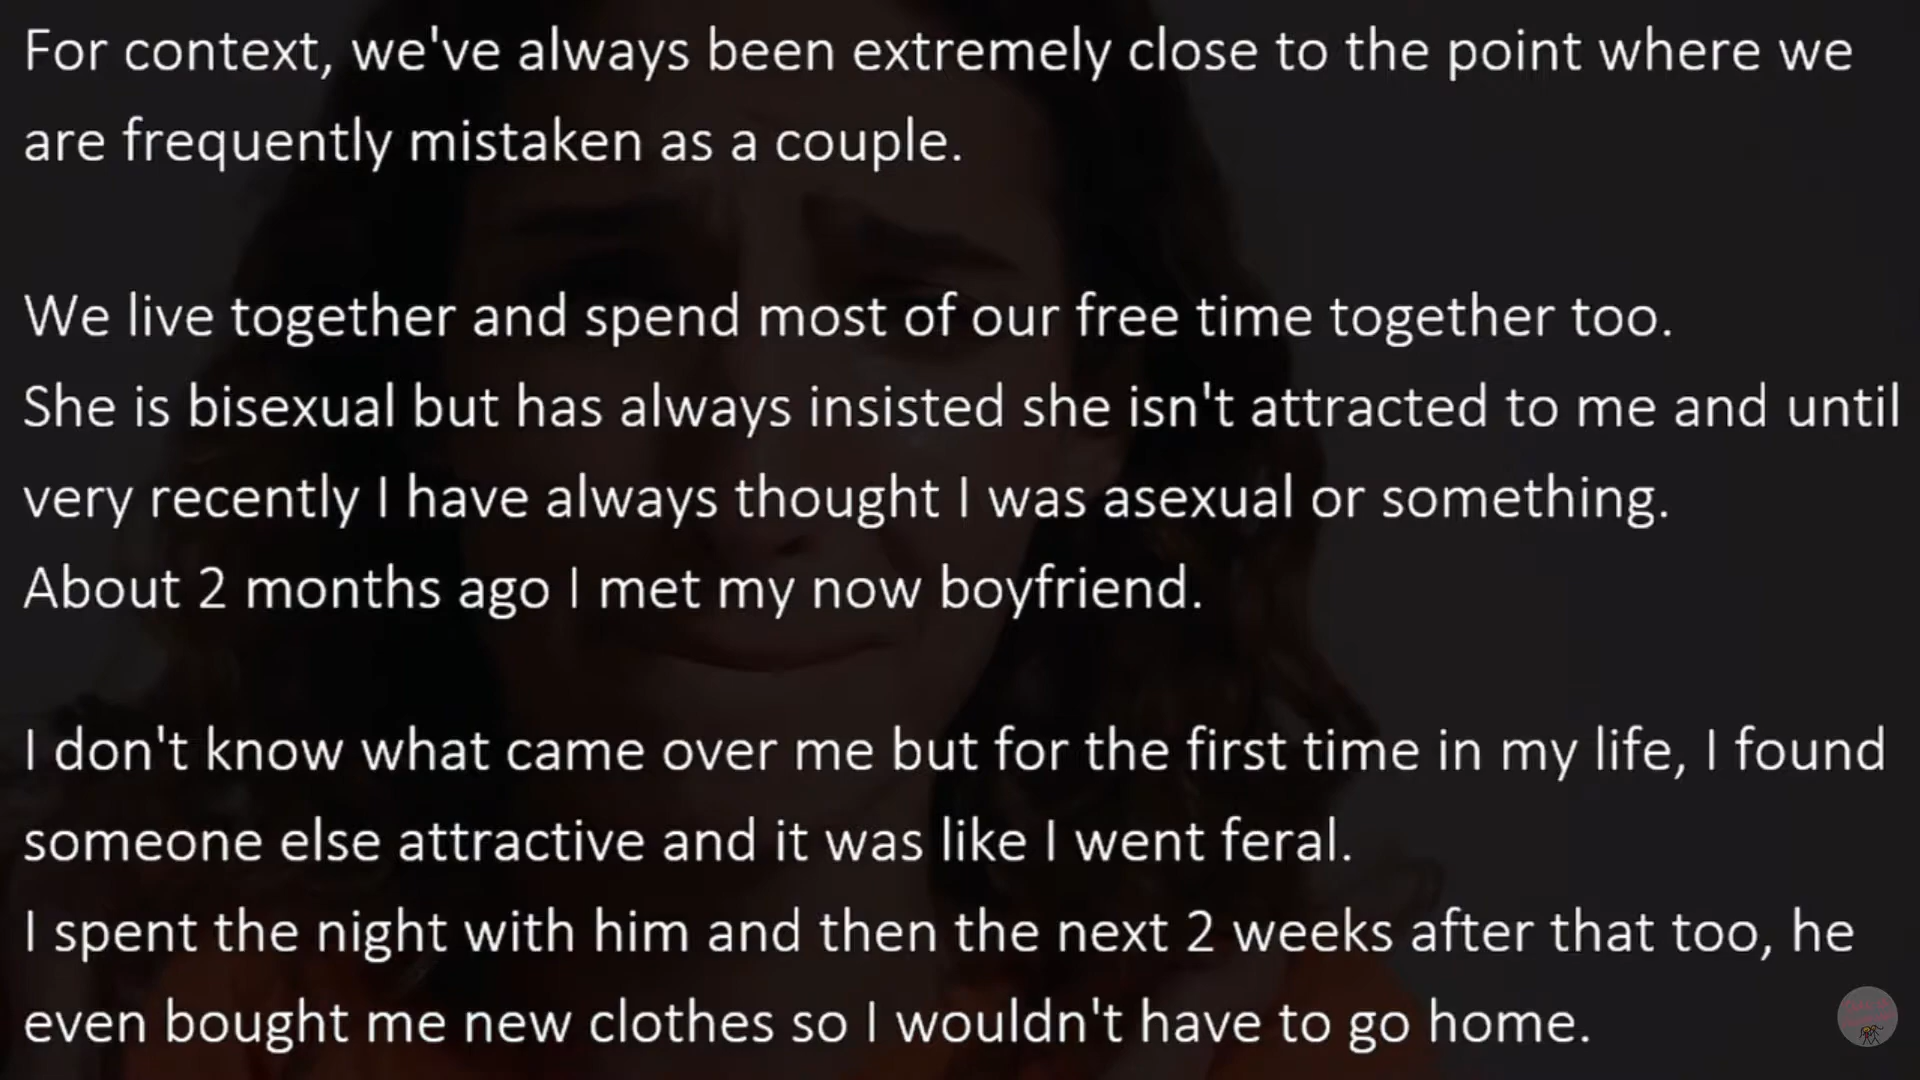 For context, we've always been extremely close to the point where we
are frequently mistaken as a couple.
We live together and spend most of our free time together too.
She is bisexual but has always insisted she isn't attracted to me and until
very recently I have always thought I was asexual or something.
About 2 months ago I met my now boyfriend.
I don't know what came over me but for the first time in my life, I found
someone else attractive and it was like I went feral.
I spent the night with him and then the next 2 weeks after that too, he
even bought me new clothes so I wouldn't have to go home.